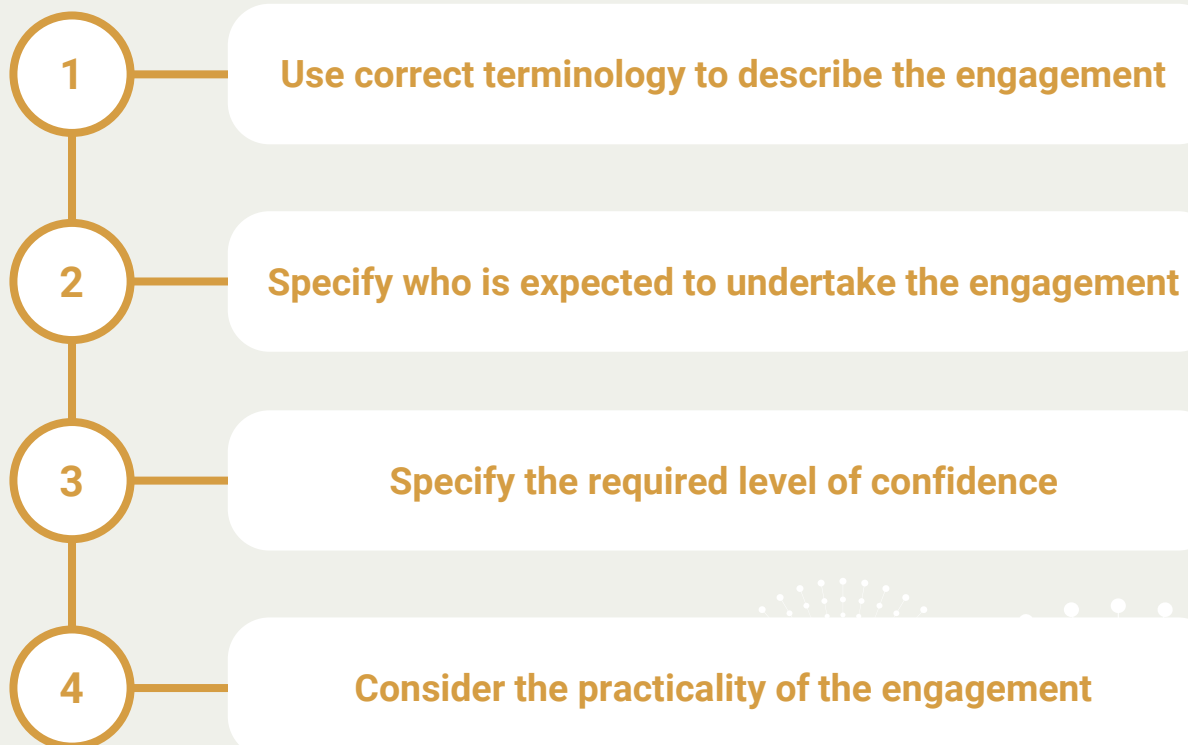 1
Use correct terminology to describe the engagement
2
Specify who is expected to undertake the engagement
3
Specify the required level of confidence
4
Consider the practicality of the engagement